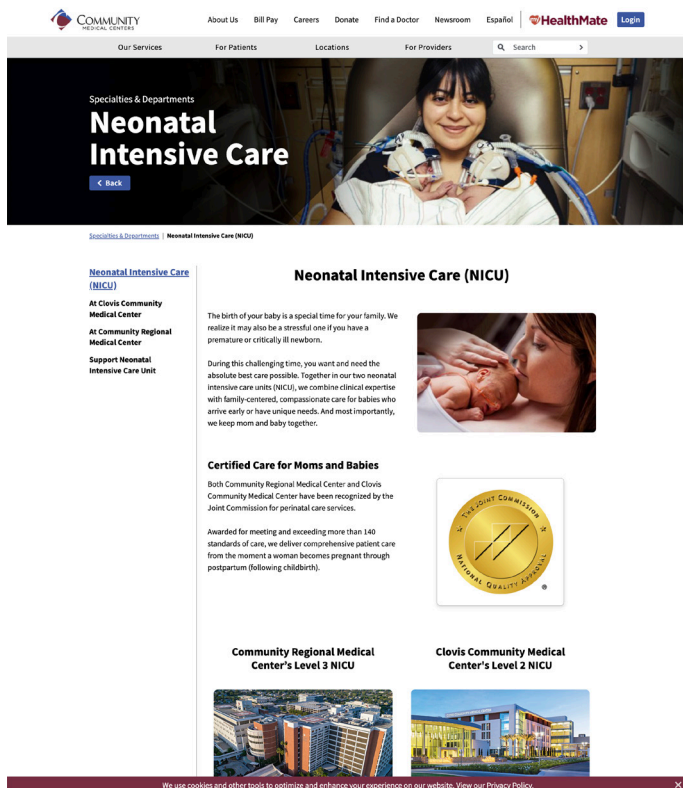 COMMUNITY
MEDICAL CENTERS
About Us Bill Pay Careers Donate Find a Doctor Newsroom Español HealthMate Login
Our Services For Patients Locations For Providers Search
Specialties & Departments
Neonatal
Intensive Care
Back
Specialties & Departments | Neonatal Intensive Care (NICU)
Neonatal Intensive Care
(NICU)
At Clovis Community
Medical Center
At Community Regional
Medical Center
Support Neonatal
Intensive Care Unit
Neonatal Intensive Care (NICU)
The birth of your baby is a special time for your family. We
realize it may also be a stressful one if you have a
premature or critically ill newborn.
During this challenging time, you want and need the
absolute best care possible. Together in our two neonatal
intensive care units (NICU), we combine clinical expertise
with family-centered, compassionate care for babies who
arrive early or have unique needs. And most importantly,
we keep mom and baby together.
Certified Care for Moms and Babies
Both Community Regional Medical Center and Clovis
Community Medical Center have been recognized by the
Joint Commission for perinatal care services.
Awarded for meeting and exceeding more than 140
standards of care, we deliver comprehensive patient care
from the moment a woman becomes pregnant through
postpartum (following childbirth).
THE JOINT COMMISSION
NATIONAL QUALITY APPROVAL
®
Community Regional Medical
Center's Level 3 NICU
Clovis Community Medical
Center's Level 2 NICU
We use cookies and other tools to optimize and enhance your experience on our website. View our Privacy Policy.